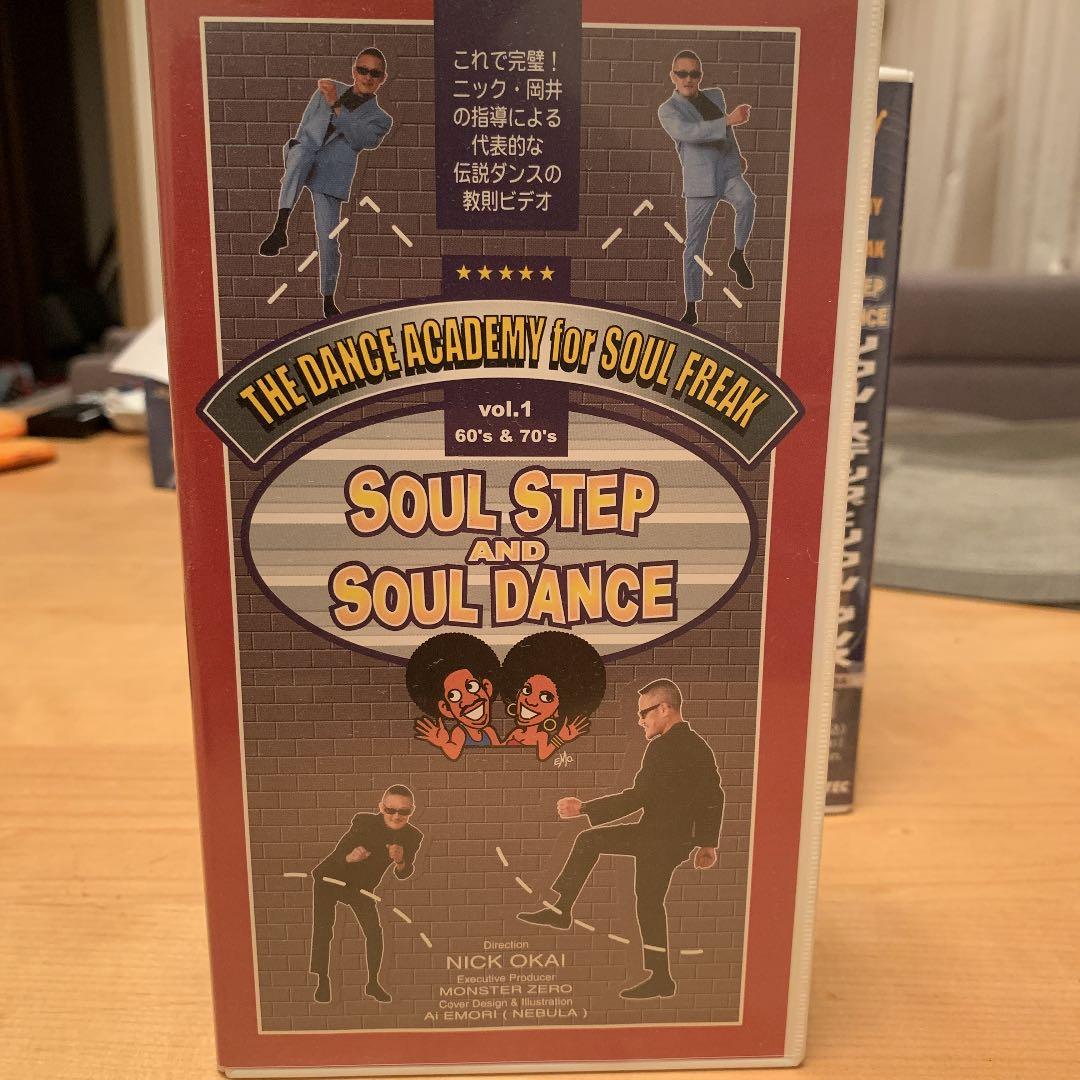 これで完璧!
ニック・岡井
の指導による
代表的な
伝説ダンスの
教則ビデオ
★★★★★
THE DANCE ACADEMY for SOUL FREAK
vol.1
60's & 70's
SOUL STEP
AND
SOUL DANCE
EMO
Direction
NICK OKAI
Executive Producer
MONSTER ZERO
Cover Design & Illustration
Ai EMORI ( NEBULA )